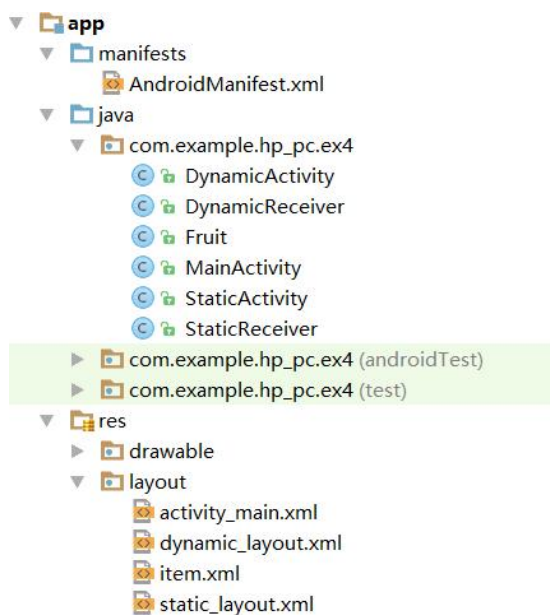 app
manifests
AndroidManifest.xml
java
com.example.hp_pc.ex4
DynamicActivity
DynamicReceiver
Fruit
MainActivity
StaticActivity
StaticReceiver
com.example.hp_pc.ex4 (androidTest)
com.example.hp_pc.ex4 (test)
res
drawable
layout
activity_main.xml
dynamic_layout.xml
item.xml
static_layout.xml